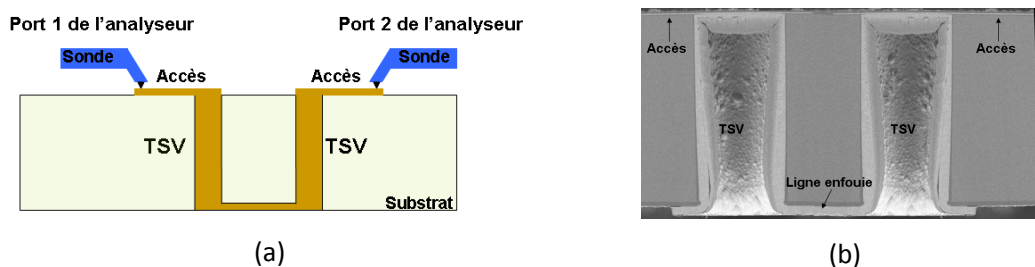 Port 1 de l'analyseur
Port 2 de l'analyseur
Sonde
Sonde
Accès
Accès
TSV
TSV
Substrat
(a)
Accès
Accès
TSV
TSV
Ligne enfouie
(b)